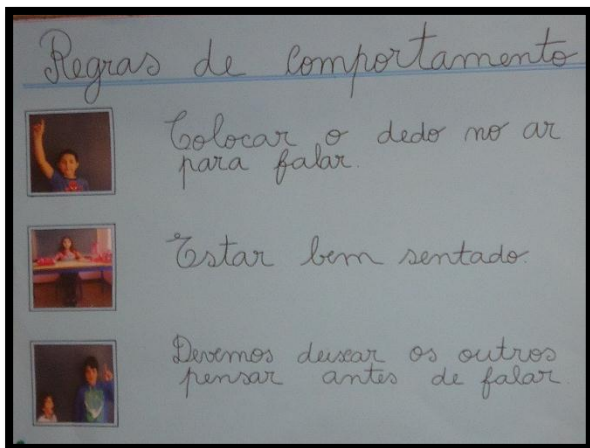 Regras de comportamento
Colocar o dedo no ar
para falar.
Estar bem sentado.
Devemos deixar os outros
pensar antes de falar.